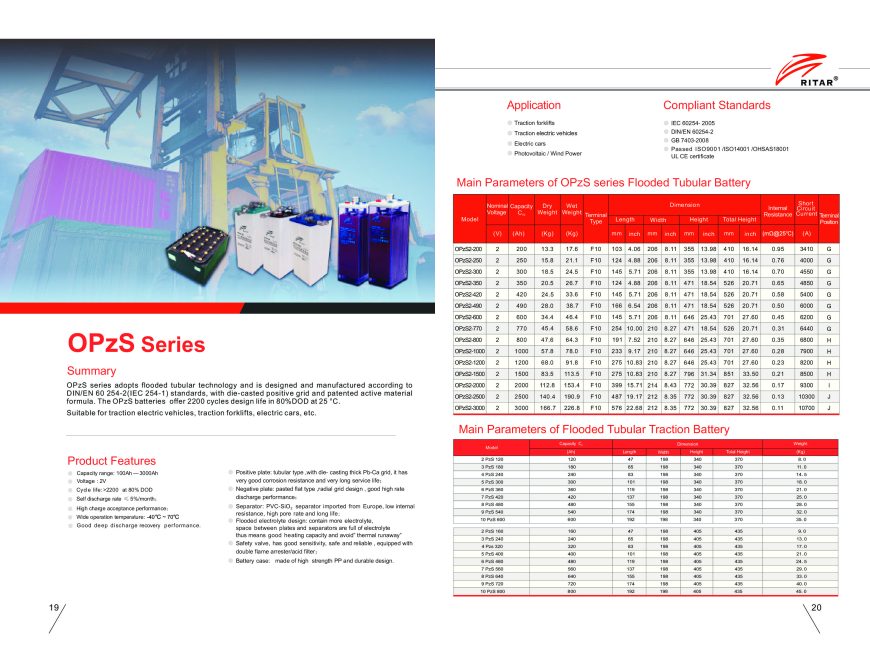 RITAR®
OPzS Series
Summary
OPzS series adopts flooded tubular technology and is designed and manufactured according to
DIN/EN 60 254-2(IEC 254-1) standards, with die-casted positive grid and patented active material
formula. The OPzS batteries offer 2200 cycles design life in 80%DOD at 25 °C.
Suitable for traction electric vehicles, traction forklifts, electric cars, etc.
Product Features
Capacity range: 100Ah — 3000Ah
Voltage : 2V
Cycle life:>2200 at 80% DOD
Self discharge rate ≤ 5%/month;
High charge acceptance performance;
Wide operation temperature: -40℃ ~ 70℃
Good deep discharge recovery performance.
Positive plate: tubular type ,with die- casting thick Pb-Ca grid, it has
very good corrosion resistance and very long service life;
Negative plate: pasted flat type ,radial grid design , good high rate
discharge performance;
Separator: PVC-SiO₂ separator imported from Europe, low internal
resistance, high pore rate and long life;
Flooded electrolyte design: contain more electrolyte,
space between plates and separators are full of electrolyte
thus means good heating capacity and avoid" thermal runaway"
Safety valve, has good sensitivity, safe and reliable , equipped with
double flame arrester/acid filter;
Battery case: made of high strength PP and durable design.
19
Application
Traction forklifts
Traction electric vehicles
Electric cars
Photovoltaic / Wind Power
Compliant Standards
IEC 60254- 2005
DIN/EN 60254-2
GB 7403-2008
Passed ISO9001 /ISO14001 /OHSAS18001
UL CE certificate
Main Parameters of OPzS series Flooded Tubular Battery
Model Nominal Voltage (V) Capacity (Ah) Dry Weight (Kg) Wet Weight (Kg) Terminal Type Dimension Internal Resistance (mΩ@25℃) Short Circuit Current (A) Terminal Position
Length Width Height Total Height
mm inch mm inch mm inch mm inch
OPzS2-200 2 200 13.3 17.6 F10 103 4.06 206 8.11 355 13.98 410 16.14 0.95 3410 G
OPzS2-250 2 250 15.8 21.1 F10 124 4.88 206 8.11 355 13.98 410 16.14 0.76 4000 G
OPzS2-300 2 300 18.5 24.5 F10 145 5.71 206 8.11 355 13.98 410 16.14 0.70 4550 G
OPzS2-350 2 350 20.5 26.7 F10 124 4.88 206 8.11 471 18.54 526 20.71 0.65 4850 G
OPzS2-420 2 420 24.5 33.6 F10 145 5.71 206 8.11 471 18.54 526 20.71 0.58 5400 G
OPzS2-490 2 490 28.0 38.7 F10 166 6.54 206 8.11 471 18.54 526 20.71 0.50 6000 G
OPzS2-600 2 600 34.4 46.4 F10 145 5.71 206 8.11 646 25.43 701 27.60 0.45 6200 G
OPzS2-770 2 770 45.4 58.6 F10 254 10.00 210 8.27 471 18.54 526 20.71 0.31 6440 G
OPzS2-800 2 800 47.6 64.3 F10 191 7.52 210 8.27 646 25.43 701 27.60 0.35 6800 H
OPzS2-1000 2 1000 57.8 78.0 F10 233 9.17 210 8.27 646 25.43 701 27.60 0.28 7900 H
OPzS2-1200 2 1200 68.0 91.8 F10 275 10.83 210 8.27 646 25.43 701 27.60 0.23 8200 H
OPzS2-1500 2 1500 83.5 113.5 F10 275 10.83 210 8.27 796 31.34 851 33.50 0.21 8500 H
OPzS2-2000 2 2000 112.8 153.4 F10 399 15.71 214 8.43 772 30.39 827 32.56 0.17 9300 I
OPzS2-2500 2 2500 140.4 190.9 F10 487 19.17 212 8.35 772 30.39 827 32.56 0.13 10300 J
OPzS2-3000 2 3000 166.7 226.8 F10 576 22.68 212 8.35 772 30.39 827 32.56 0.11 10700 J
Main Parameters of Flooded Tubular Traction Battery
Model Capacity (Ah) Dimension Weight (Kg)
Length Width Height Total Height
2 PzS 120 120 47 198 340 370 8.0
3 PzS 180 180 65 198 340 370 11.0
4 PzS 240 240 83 198 340 370 14.5
5 PzS 300 300 101 198 340 370 18.0
6 PzS 360 360 119 198 340 370 21.0
7 PzS 420 420 137 198 340 370 25.0
8 PzS 480 480 155 198 340 370 28.0
9 PzS 540 540 174 198 340 370 32.0
10 PzS 600 600 192 198 340 370 35.0
2 PzS 160 160 47 198 405 435 9.0
3 PzS 240 240 65 198 405 435 13.0
4 Pzs 320 320 83 198 405 435 17.0
5 PzS 400 400 101 198 405 435 21.0
6 PzS 480 480 119 198 405 435 24.5
7 PzS 560 560 137 198 405 435 29.0
8 PzS 640 640 155 198 405 435 33.0
9 PzS 720 720 174 198 405 435 40.0
10 PzS 800 800 192 198 405 435 45.0
20